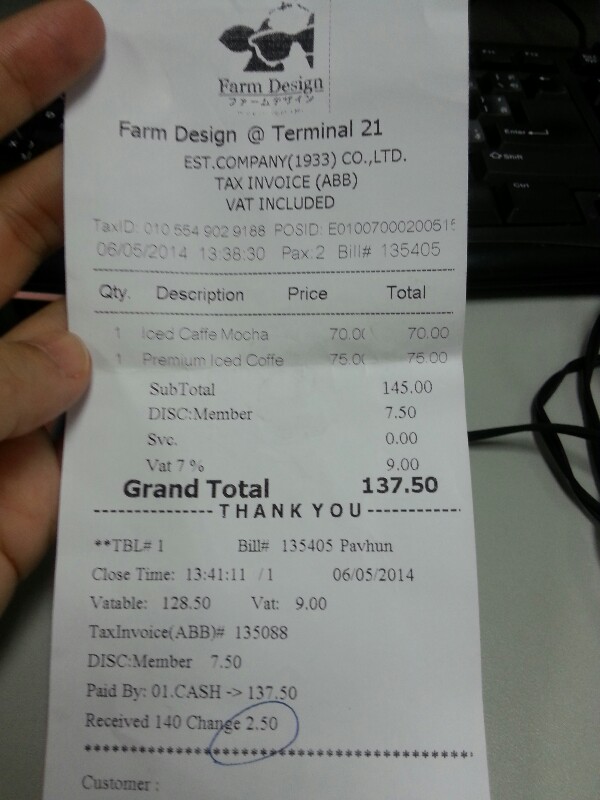 Farm Design
ファームデザイン
Farm Design @ Terminal 21
EST.COMPANY(1933) CO.,LTD.
TAX INVOICE (ABB)
VAT INCLUDED
TaxID: 010 554 902 9188 POSID: E01007000200515
06/05/2014 13:38:30 Pax:2 Bill# 135405
Qty. Description Price Total
1 Iced Caffe Mocha 70.00 70.00
1 Premium Iced Coffe 75.00 75.00
SubTotal 145.00
DISC:Member 7.50
Svc. 0.00
Vat 7 % 9.00
Grand Total 137.50
---------------THANK YOU------------
**TBL# 1 Bill# 135405 Pavhun
Close Time: 13:41:11 / 1 06/05/2014
Vatable: 128.50 Vat: 9.00
TaxInvoice(ABB)# 135088
DISC:Member 7.50
Paid By: 01.CASH -> 137.50
Received 140 Change 2.50
Customer :
Enter
Shift
Ctrl